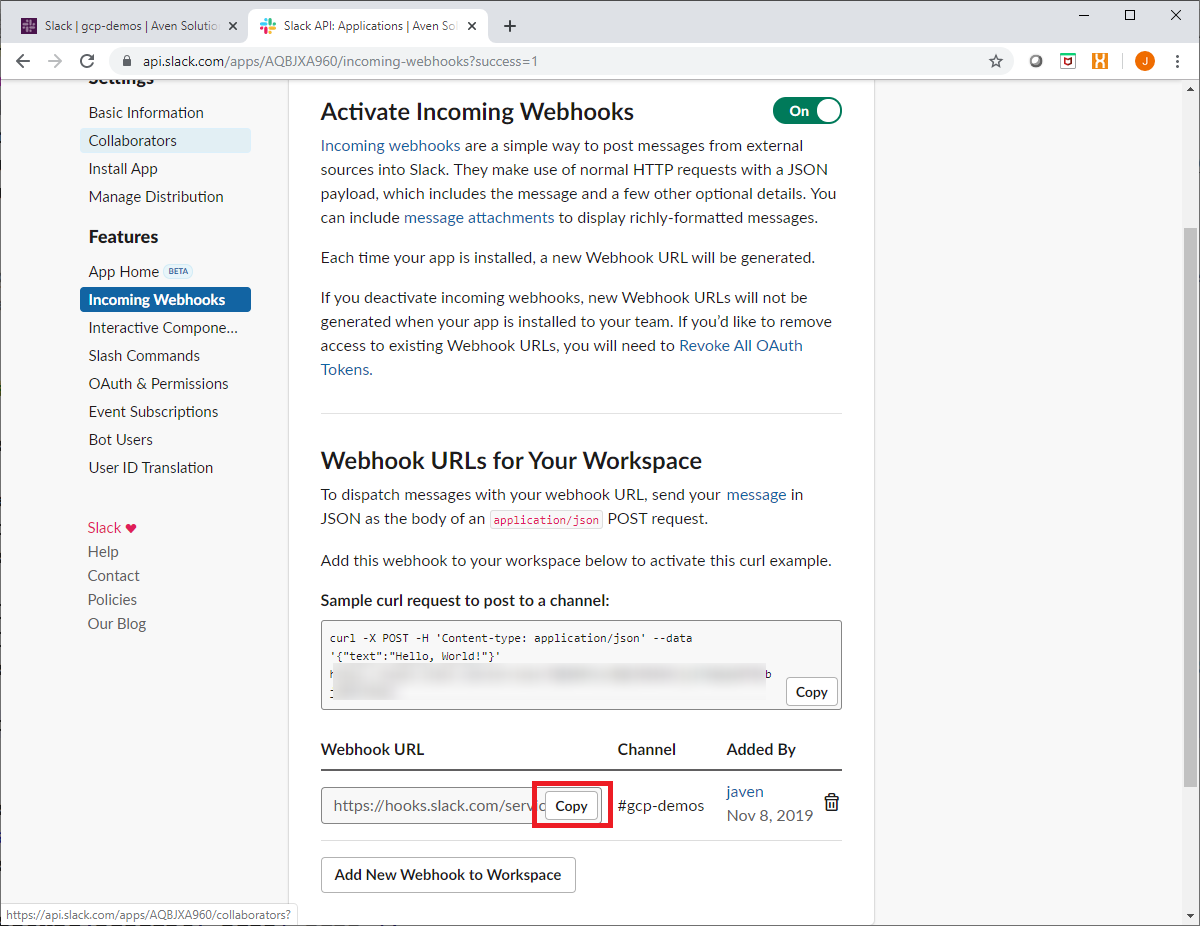 Slack | gcp-demos | Aven Solutio
Slack API: Applications | Aven So
api.slack.com/apps/AQBJXA960/incoming-webhooks?success=1
J
Settings
Basic Information
Collaborators
Install App
Manage Distribution
Features
App Home BETA
Incoming Webhooks
Interactive Compone...
Slash Commands
OAuth & Permissions
Event Subscriptions
Bot Users
User ID Translation
Slack
Help
Contact
Policies
Our Blog
Activate Incoming Webhooks
On
Incoming webhooks are a simple way to post messages from external
sources into Slack. They make use of normal HTTP requests with a JSON
payload, which includes the message and a few other optional details. You
can include message attachments to display richly-formatted messages.
Each time your app is installed, a new Webhook URL will be generated.
If you deactivate incoming webhooks, new Webhook URLs will not be
generated when your app is installed to your team. If you’d like to remove
access to existing Webhook URLs, you will need to Revoke All OAuth
Tokens.
Webhook URLs for Your Workspace
To dispatch messages with your webhook URL, send your message in
JSON as the body of an application/json POST request.
Add this webhook to your workspace below to activate this curl example.
Sample curl request to post to a channel:
curl -X POST -H 'Content-type: application/json' --data
'{"text":"Hello, World!"}'
b
Copy
Webhook URL Channel Added By
https://hooks.slack.com/servic Copy #gcp-demos javen
Nov 8, 2019
Add New Webhook to Workspace
https://api.slack.com/apps/AQBJXA960/collaborators?